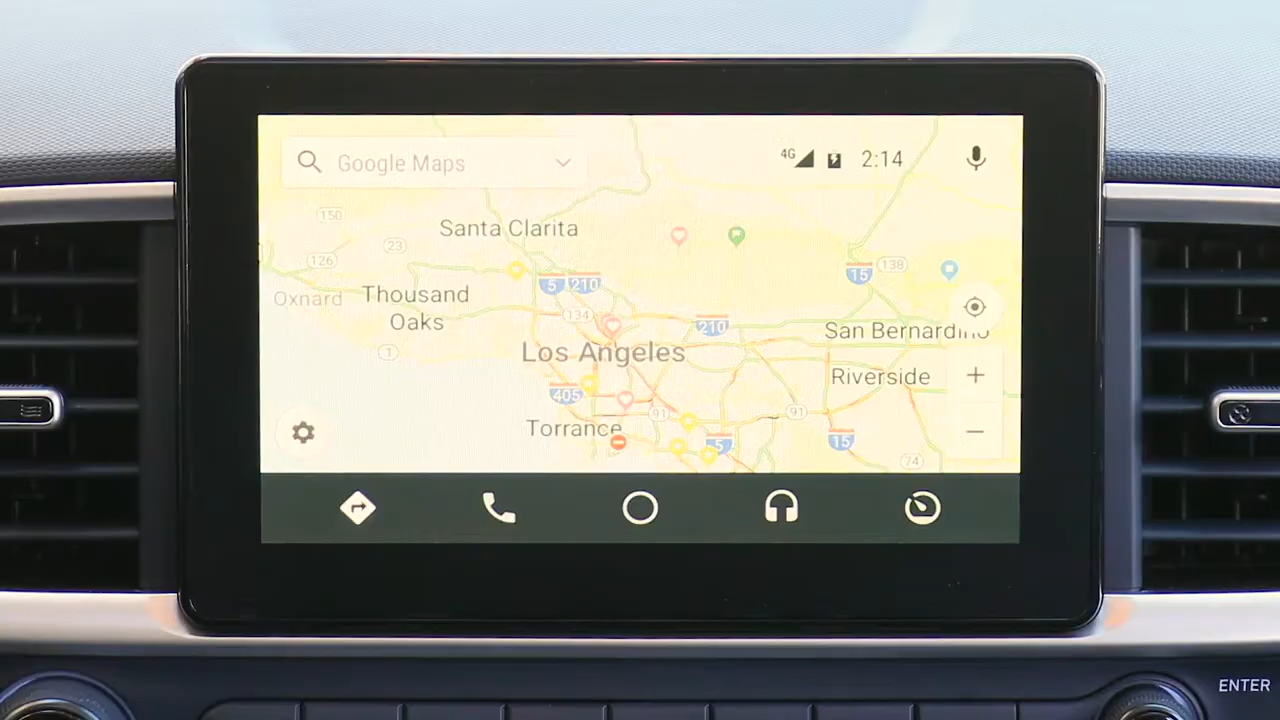 Google Maps
4G
2:14
150
Santa Clarita
23
126
15
138
5
210
Oxnard
Thousand
Oaks
134
210
San Bernardino
1
Los Angeles
Riverside
405
91
91
Torrance
5
15
74
ENTER